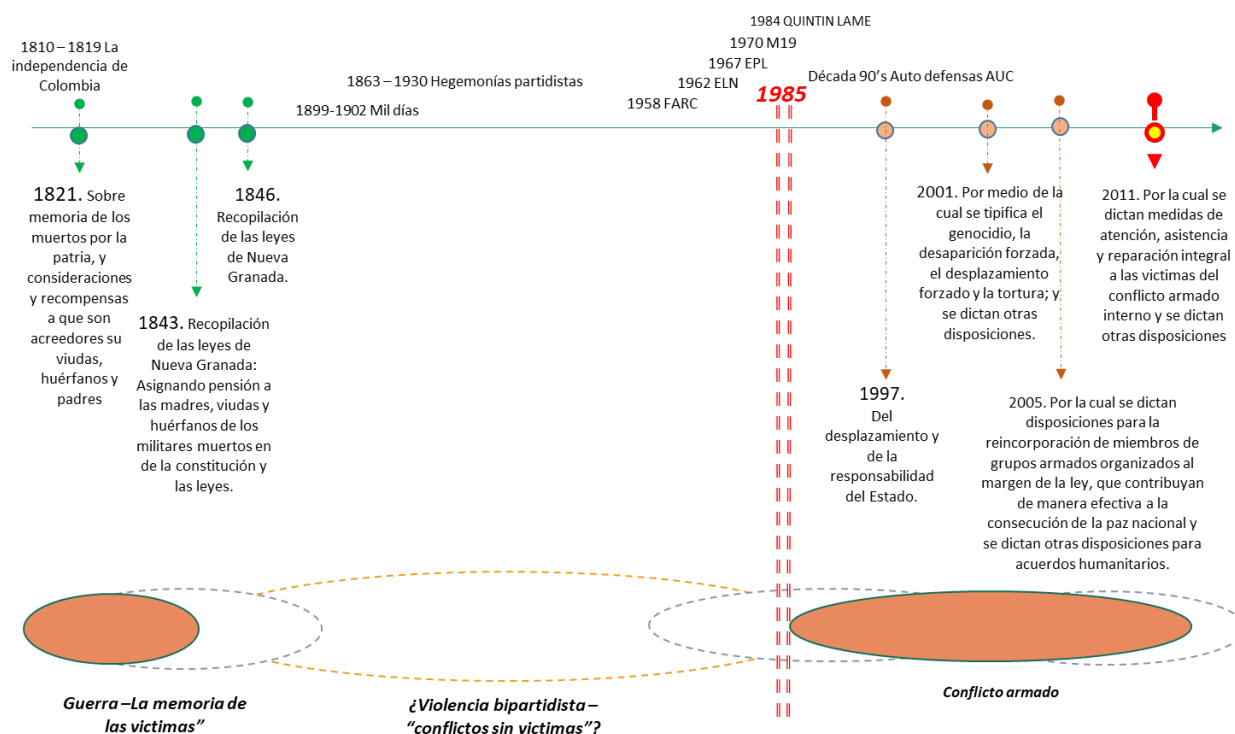 1810 – 1819 La
independencia de
Colombia
1863 – 1930 Hegemonías partidistas
1899-1902 Mil días
1984 QUINTIN LAME
1970 M19
1967 EPL
1962 ELN
1958 FARC
1985
Década 90’s Auto defensas AUC
1821. Sobre
memoria de los
muertos por la
patria, y
consideraciones
y recompensas
a que son
acreedores su
viudas,
huérfanos y
padres
1843. Recopilación
de las leyes de
Nueva Granada:
Asignando pensión a
las madres, viudas y
huérfanos de los
militares muertos en
de la constitución y
las leyes.
1846.
Recopilación
de las leyes
de Nueva
Granada.
1997.
Del
desplazamiento y
de la
responsabilidad
del Estado.
2001. Por medio de la
cual se tipifica el
genocidio, la
desaparición forzada,
el desplazamiento
forzado y la tortura; y
se dictan otras
disposiciones.
2005. Por la cual se dictan
disposiciones para la
reincorporación de miembros de
grupos armados organizados al
margen de la ley, que contribuyan
de manera efectiva a la
consecución de la paz nacional y
se dictan otras disposiciones para
acuerdos humanitarios.
2011. Por la cual se
dictan medidas de
atención, asistencia
y reparación integral
a las victimas del
conflicto armado
interno y se dictan
otras disposiciones
Guerra –La memoria de
las victimas”
¿Violencia bipartidista –
“conflictos sin victimas”?
Conflicto armado